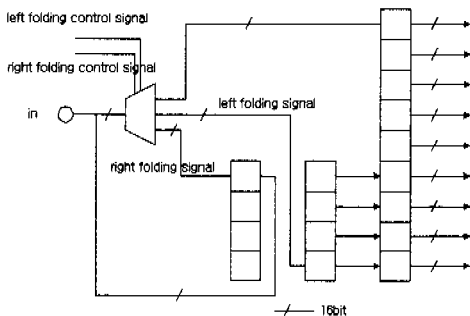 left folding control signal
right folding control signal
in
left folding signal
right folding signal
16bit